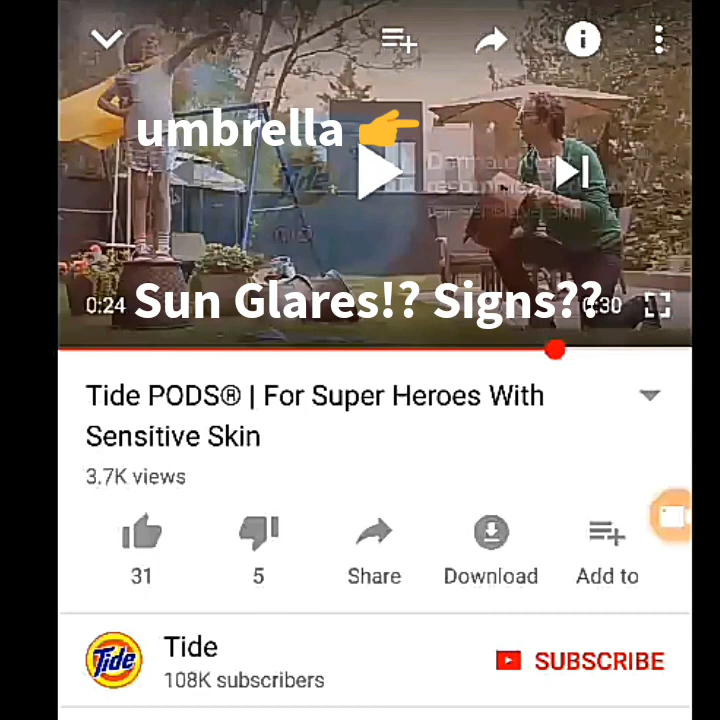 umbrella
0:24
Sun Glares!? Signs??
0:30
Tide PODS® | For Super Heroes With
Sensitive Skin
3.7K views
31
5
Share
Download
Add to
Tide
Tide
108K subscribers
SUBSCRIBE